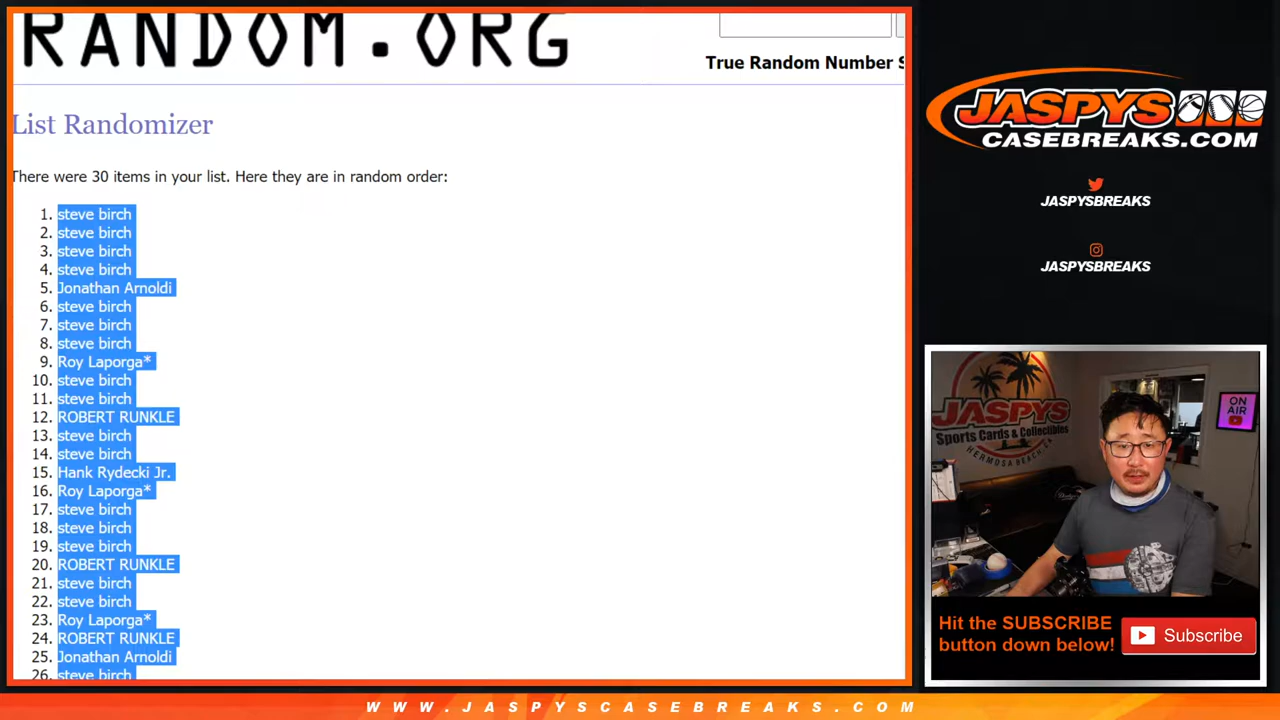 RANDOM.ORG
True Random Number S
List Randomizer
There were 30 items in your list. Here they are in random order:
1. steve birch
2. steve birch
3. steve birch
4. steve birch
5. Jonathan Arnoldi
6. steve birch
7. steve birch
8. steve birch
9. Roy Laporga*
10. steve birch
11. steve birch
12. ROBERT RUNKLE
13. steve birch
14. steve birch
15. Hank Rydecki Jr.
16. Roy Laporga*
17. steve birch
18. steve birch
19. steve birch
20. ROBERT RUNKLE
21. steve birch
22. steve birch
23. Roy Laporga*
24. ROBERT RUNKLE
25. Jonathan Arnoldi
26. steve birch
JASPYS
CASEBREAKS.COM
JASPYSBREAKS
JASPYSBREAKS
JASPYS
Sports Cards & Collectibles
HERMOSA BEACH, CA
ON
AIR
Hit the SUBSCRIBE
button down below!
Subscribe
WWW.JASPYSCASEBREAKS.COM